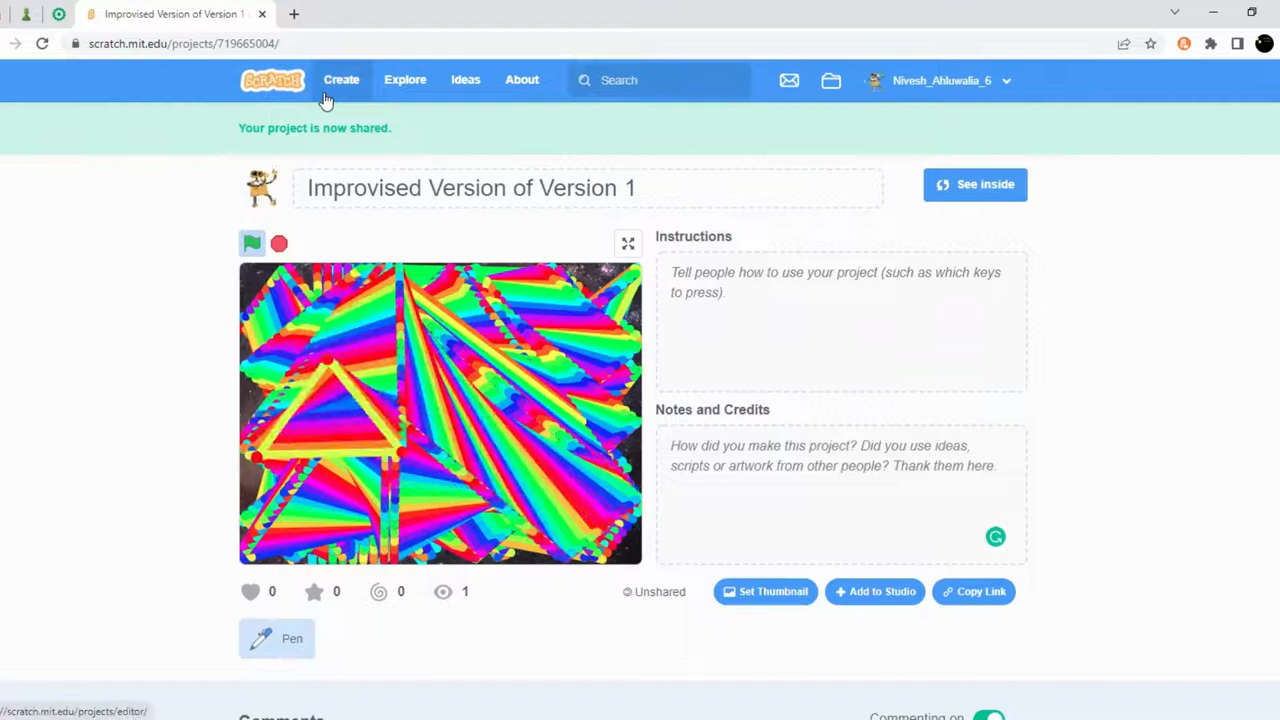 Improvised Version of Version 1
scratch.mit.edu/projects/719665004/
SCRATCH
Create
Explore
Ideas
About
Search
Nivesh_Ahluwalia_6
Your project is now shared.
Improvised Version of Version 1
See inside
Instructions
Tell people how to use your project (such as which keys
to press).
Notes and Credits
How did you make this project? Did you use ideas,
scripts or artwork from other people? Thank them here.
0
0
0
1
Unshared
Set Thumbnail
Add to Studio
Copy Link
Pen
//scratch.mit.edu/projects/editor/
Comments
Commenting on